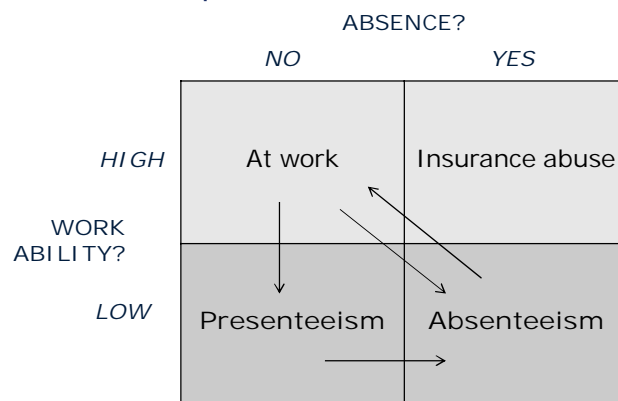 ABSENCE?
NO YES
HIGH At work Insurance abuse
WORK
ABILITY?
LOW Presenteeism Absenteeism